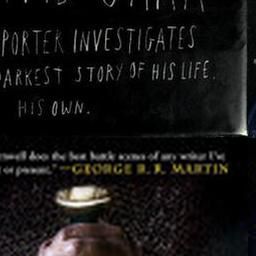 PORTER INVESTIGATES
DARKEST STORY OF HIS LIFE.
HIS OWN.
nwell does the best battle scenes of any writer I've
or present." —GEORGE R. R. MARTIN